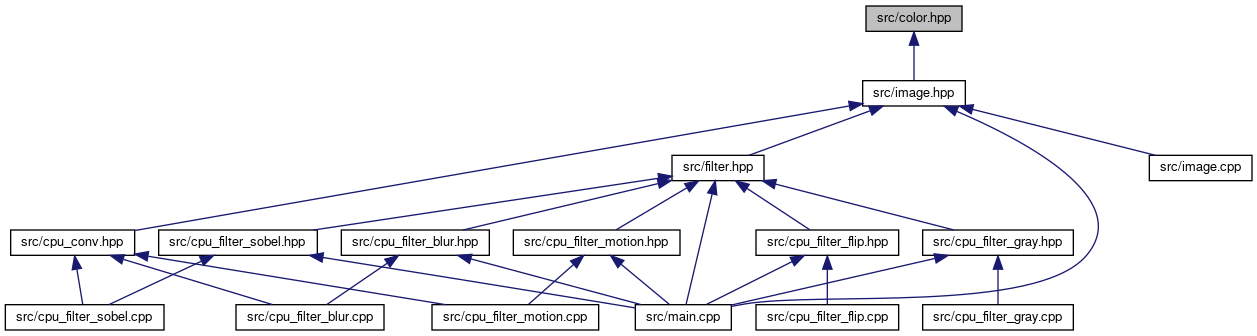 src/color.hpp
src/image.hpp
src/filter.hpp
src/image.cpp
src/cpu_conv.hpp
src/cpu_filter_sobel.hpp
src/cpu_filter_blur.hpp
src/cpu_filter_motion.hpp
src/cpu_filter_flip.hpp
src/cpu_filter_gray.hpp
src/cpu_filter_sobel.cpp
src/cpu_filter_blur.cpp
src/cpu_filter_motion.cpp
src/main.cpp
src/cpu_filter_flip.cpp
src/cpu_filter_gray.cpp